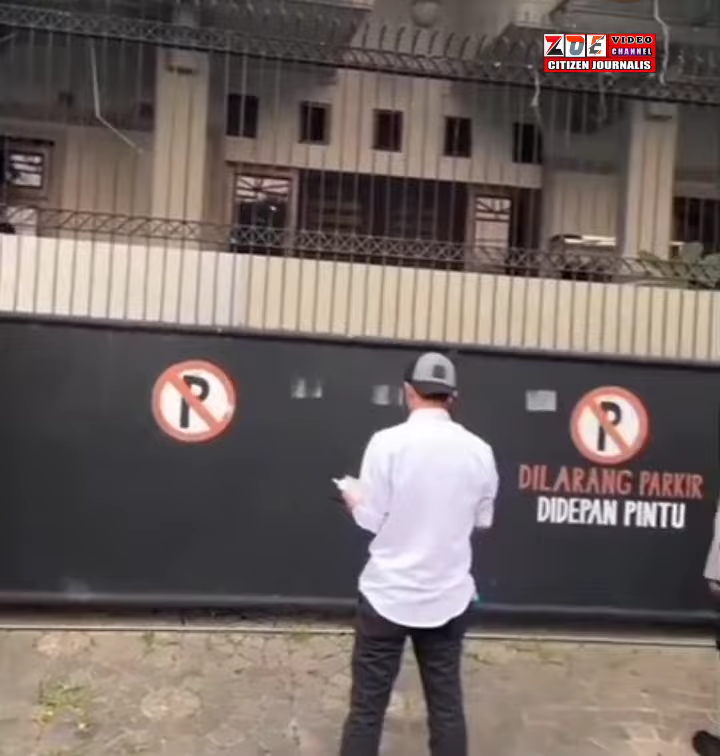 ZOE VIDEO
CHANNEL
CITIZEN JOURNALIS
P
P
DILARANG PARKIR
DIDEPAN PINTU